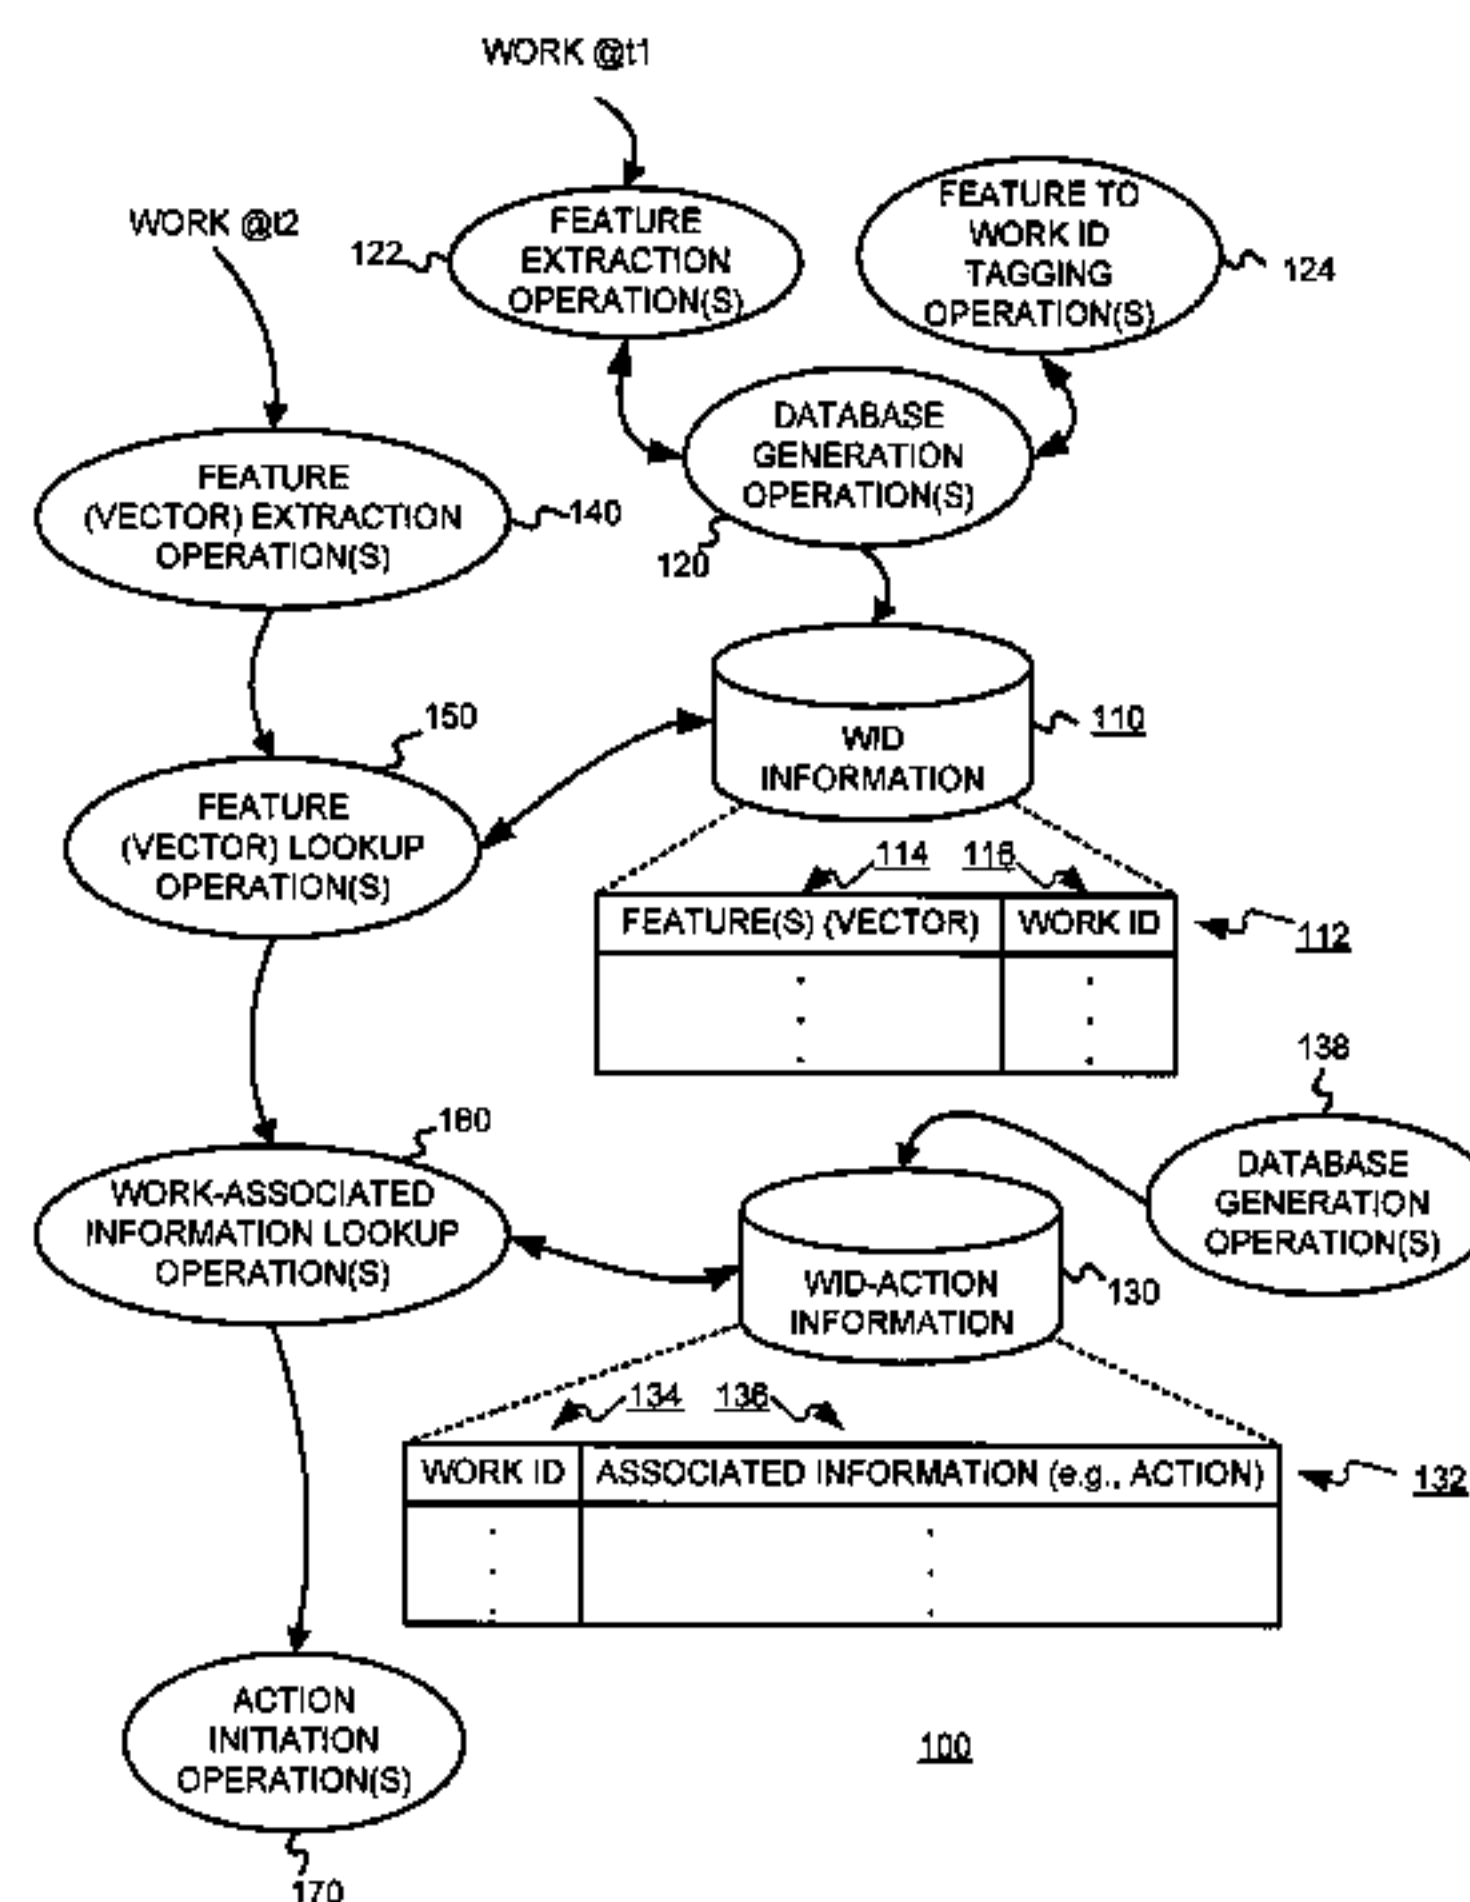 WORK @t1
WORK @t2
122
FEATURE
EXTRACTION
OPERATION(S)
FEATURE TO
WORK ID
TAGGING
OPERATION(S)
124
DATABASE
GENERATION
OPERATION(S)
120
FEATURE
(VECTOR) EXTRACTION
OPERATION(S)
140
150
FEATURE
(VECTOR) LOOKUP
OPERATION(S)
WID
INFORMATION
110
114
116
FEATURE(S) (VECTOR)
WORK ID
112
138
DATABASE
GENERATION
OPERATION(S)
160
WORK-ASSOCIATED
INFORMATION LOOKUP
OPERATION(S)
WID-ACTION
INFORMATION
130
134
136
WORK ID
ASSOCIATED INFORMATION (e.g., ACTION)
132
ACTION
INITIATION
OPERATION(S)
170
100